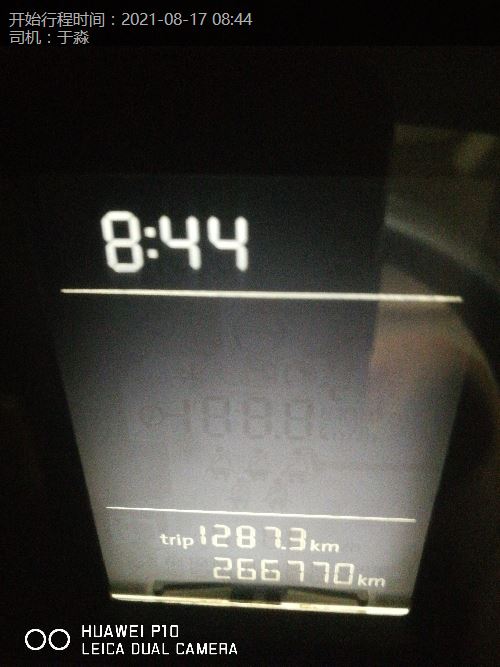 开始行程时间：2021-08-17 08:44
司机：于淼
8:44
trip 1287.3 km
266770 km
HUAWEI P10
LEICA DUAL CAMERA